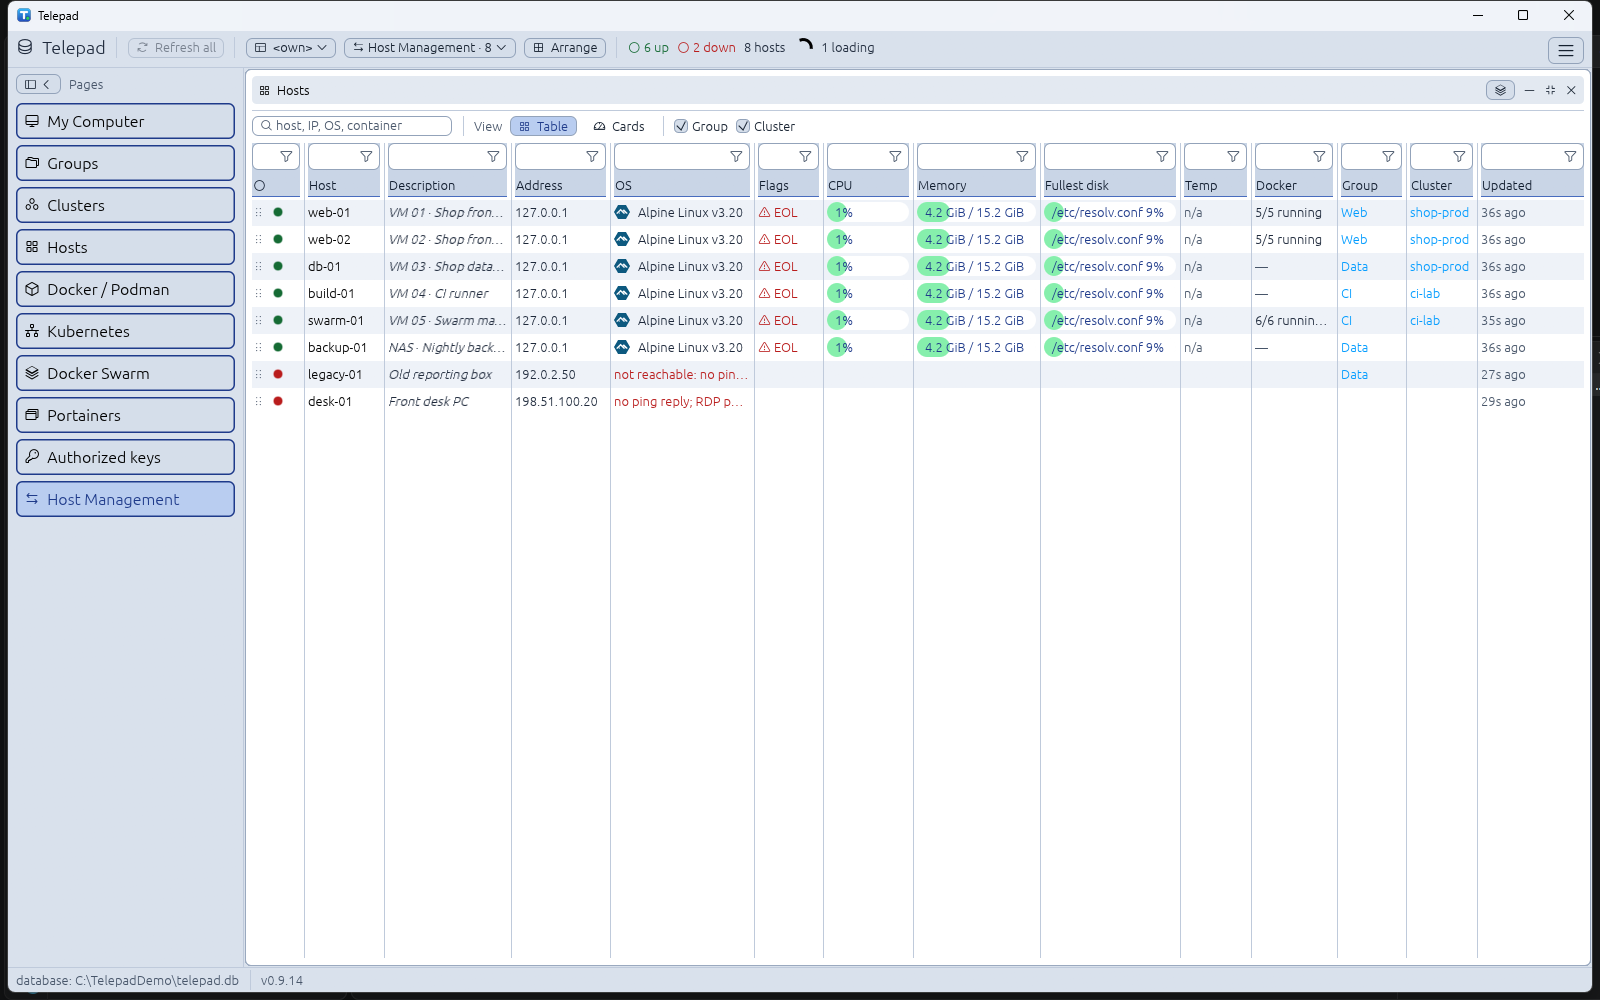 Telepad
Telepad
Refresh all
<own>
Host Management · 8
Arrange
6 up
2 down
8 hosts
1 loading
Pages
My Computer
Groups
Clusters
Hosts
Docker / Podman
Kubernetes
Docker Swarm
Portainers
Authorized keys
Host Management
Hosts
host, IP, OS, container
View
Table
Cards
Group
Cluster
Host Description Address OS Flags CPU Memory Fullest disk Temp Docker Group Cluster Updated
web-01 VM 01 · Shop fron... 127.0.0.1 Alpine Linux v3.20 EOL 1% 4.2 GiB / 15.2 GiB /etc/resolv.conf 9% n/a 5/5 running Web shop-prod 36s ago
web-02 VM 02 · Shop fron... 127.0.0.1 Alpine Linux v3.20 EOL 1% 4.2 GiB / 15.2 GiB /etc/resolv.conf 9% n/a 5/5 running Web shop-prod 36s ago
db-01 VM 03 · Shop data... 127.0.0.1 Alpine Linux v3.20 EOL 1% 4.2 GiB / 15.2 GiB /etc/resolv.conf 9% n/a — Data shop-prod 36s ago
build-01 VM 04 · CI runner 127.0.0.1 Alpine Linux v3.20 EOL 1% 4.2 GiB / 15.2 GiB /etc/resolv.conf 9% n/a — CI ci-lab 36s ago
swarm-01 VM 05 · Swarm ma... 127.0.0.1 Alpine Linux v3.20 EOL 1% 4.2 GiB / 15.2 GiB /etc/resolv.conf 9% n/a 6/6 runnin... CI ci-lab 35s ago
backup-01 NAS · Nightly back... 127.0.0.1 Alpine Linux v3.20 EOL 1% 4.2 GiB / 15.2 GiB /etc/resolv.conf 9% n/a — Data 36s ago
legacy-01 Old reporting box 192.0.2.50 not reachable: no pin... Data 27s ago
desk-01 Front desk PC 198.51.100.20 no ping reply; RDP p... 29s ago
database: C:\TelepadDemo\telepad.db
v0.9.14